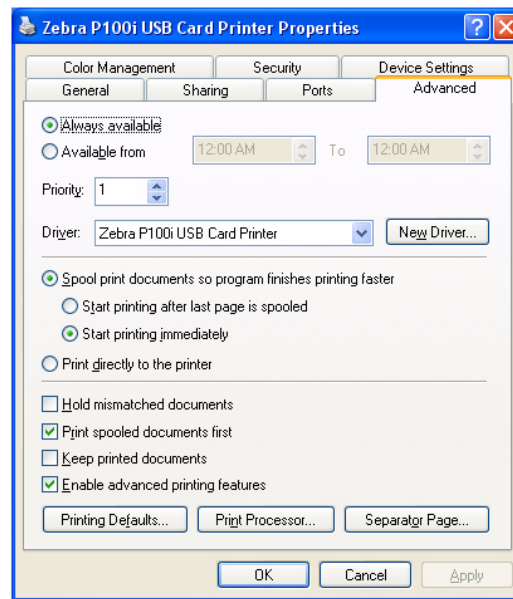 Zebra P100i USB Card Printer Properties
Color Management Security Device Settings
General Sharing Ports Advanced
Always available
Available from 12:00 AM To 12:00 AM
Priority: 1
Driver: Zebra P100i USB Card Printer New Driver...
Spool print documents so program finishes printing faster
Start printing after last page is spooled
Start printing immediately
Print directly to the printer
Hold mismatched documents
Print spooled documents first
Keep printed documents
Enable advanced printing features
Printing Defaults... Print Processor... Separator Page...
OK Cancel Apply